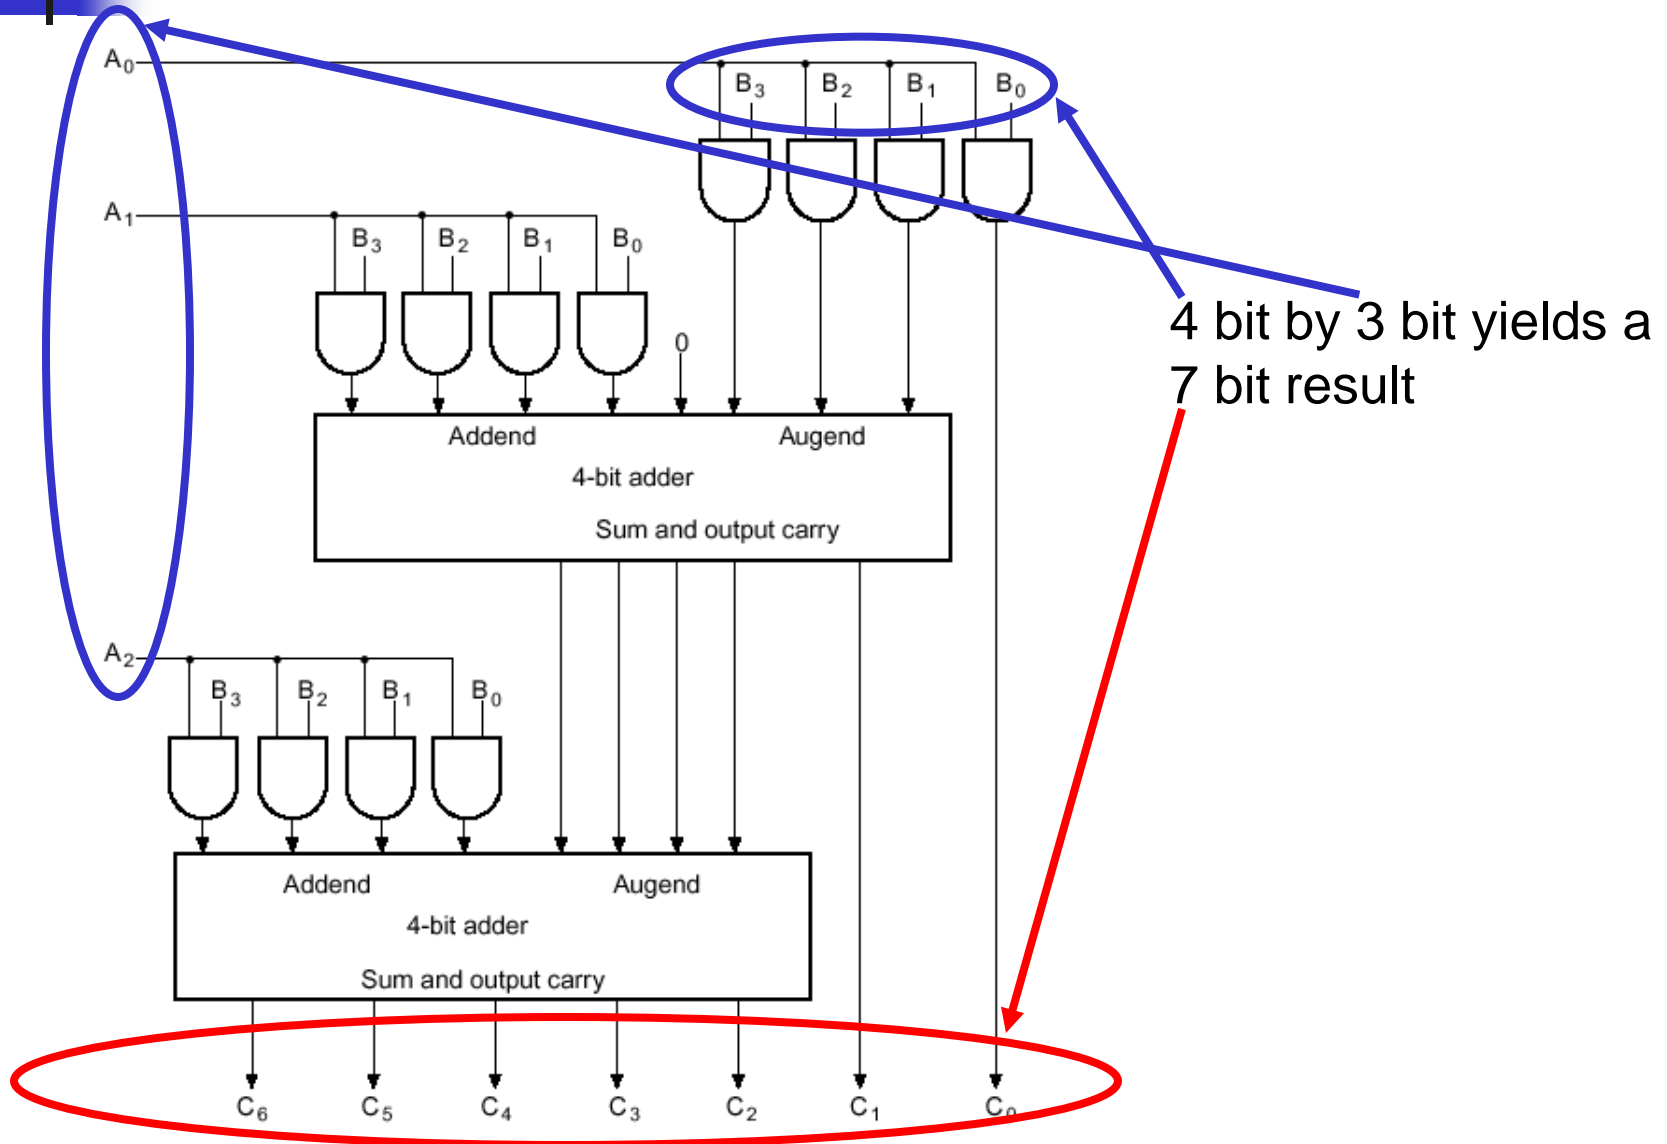 A0
B3 B2 B1 B0
A1
B3 B2 B1 B0
0
4 bit by 3 bit yields a
7 bit result
Addend Augend
4-bit adder
Sum and output carry
A2
B3 B2 B1 B0
Addend Augend
4-bit adder
Sum and output carry
C6 C5 C4 C3 C2 C1 C0